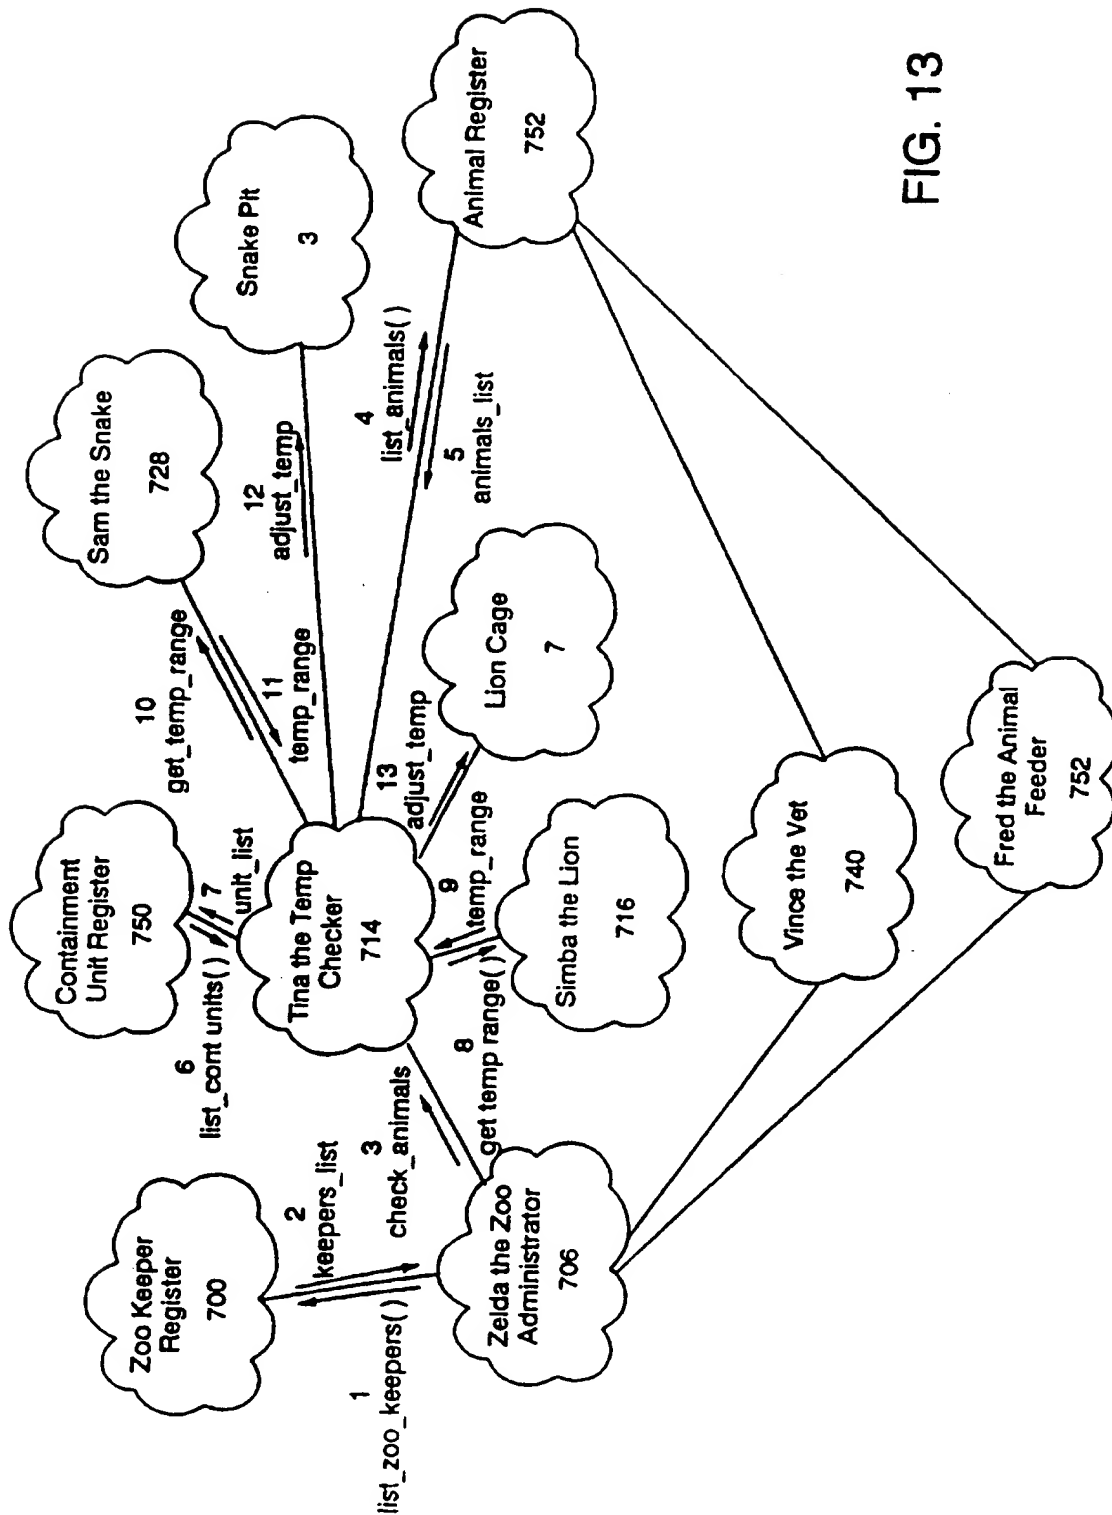 Zoo Keeper
Register
700
1
list_zoo_keepers( )
2
keepers_list
Zelda the Zoo
Administrator
706
3
check_animals
Containment
Unit Register
750
6
list_cont units( )
7
unit_list
Tina the Temp
Checker
714
8
get temp range( )
9
temp_range
Simba the Lion
716
10
get_temp_range
11
temp_range
Sam the Snake
728
12
adjust_temp
Snake Pit
3
13
adjust_temp
Lion Cage
7
4
list_animals( )
5
animals_list
Animal Register
752
Vince the Vet
740
Fred the Animal
Feeder
752
FIG. 13